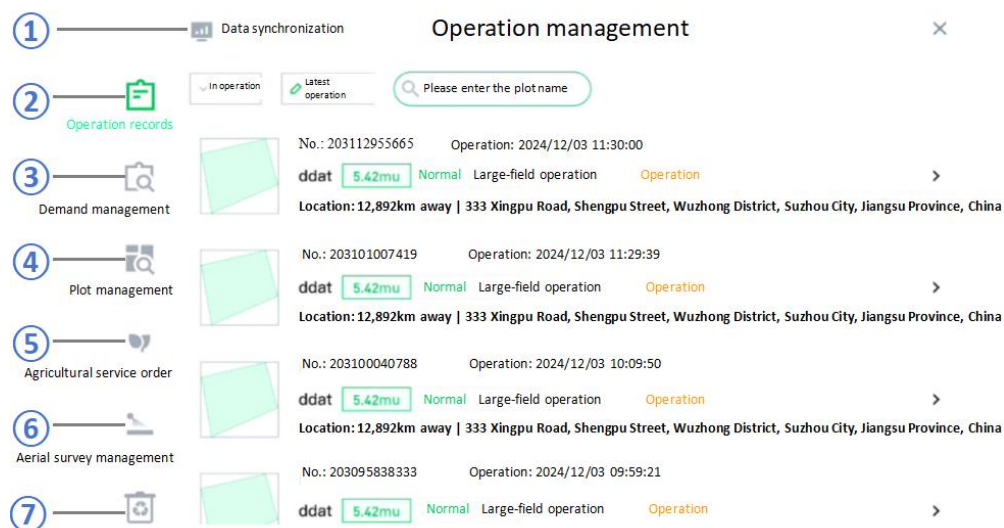 1
Data synchronization
Operation management
2
Operation records
In operation
Latest
operation
Please enter the plot name
No.: 203112955665 Operation: 2024/12/03 11:30:00
ddat 5.42mu Normal Large-field operation Operation
Location: 12,892km away | 333 Xingpu Road, Shengpu Street, Wuzhong District, Suzhou City, Jiangsu Province, China
3
Demand management
No.: 203101007419 Operation: 2024/12/03 11:29:39
ddat 5.42mu Normal Large-field operation Operation
Location: 12,892km away | 333 Xingpu Road, Shengpu Street, Wuzhong District, Suzhou City, Jiangsu Province, China
4
Plot management
5
Agricultural service order
No.: 203100040788 Operation: 2024/12/03 10:09:50
ddat 5.42mu Normal Large-field operation Operation
Location: 12,892km away | 333 Xingpu Road, Shengpu Street, Wuzhong District, Suzhou City, Jiangsu Province, China
6
Aerial survey management
No.: 203095838333 Operation: 2024/12/03 09:59:21
7
ddat 5.42mu Normal Large-field operation Operation